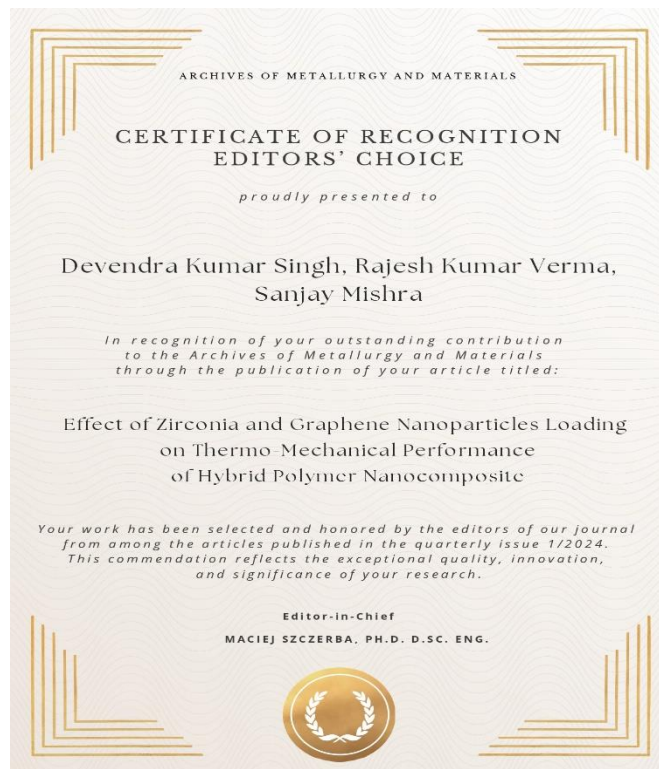 ARCHIVES OF METALLURGY AND MATERIALS
CERTIFICATE OF RECOGNITION
EDITORS' CHOICE
proudly presented to
Devendra Kumar Singh, Rajesh Kumar Verma,
Sanjay Mishra
In recognition of your outstanding contribution
to the Archives of Metallurgy and Materials
through the publication of your article titled:
Effect of Zirconia and Graphene Nanoparticles Loading
on Thermo-Mechanical Performance
of Hybrid Polymer Nanocomposite
Your work has been selected and honored by the editors of our journal
from among the articles published in the quarterly issue 1/2024.
This commendation reflects the exceptional quality, innovation,
and significance of your research.
Editor-in-Chief
MACIEJ SZCZERBA, PH.D. D.SC. ENG.